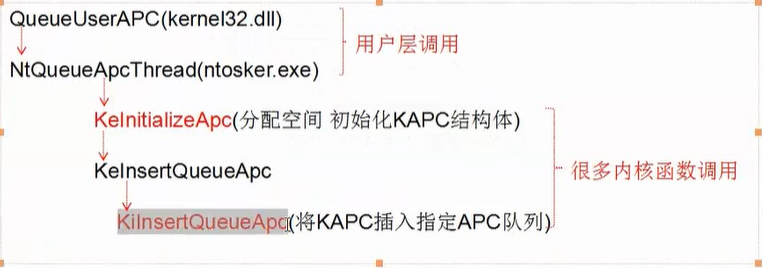 QueueUserAPC(kernel32.dll)
用户层调用
NtQueueApcThread(ntosker.exe)
KeInitializeApc(分配空间 初始化KAPC结构体)
KeInsertQueueApc
很多内核函数调用
KiInsertQueueApc(将KAPC插入指定APC队列)